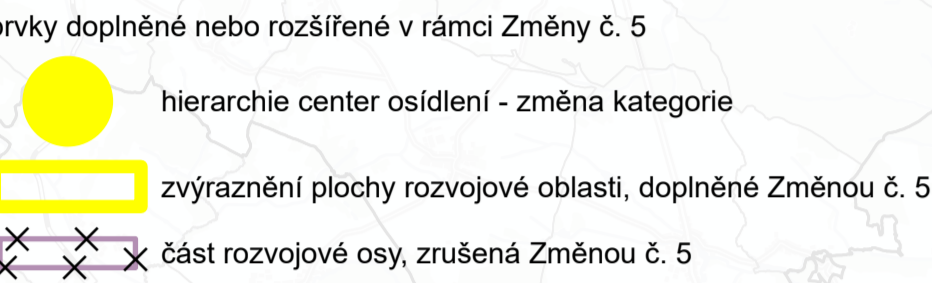 doplněné nebo rozšířené v rámci Změny č. 5
hierarchie center osídlení - změna kategorie
zvýraznění plochy rozvojové oblasti, doplněné Změnou č. 5
část rozvojové osy, zrušená Změnou č. 5